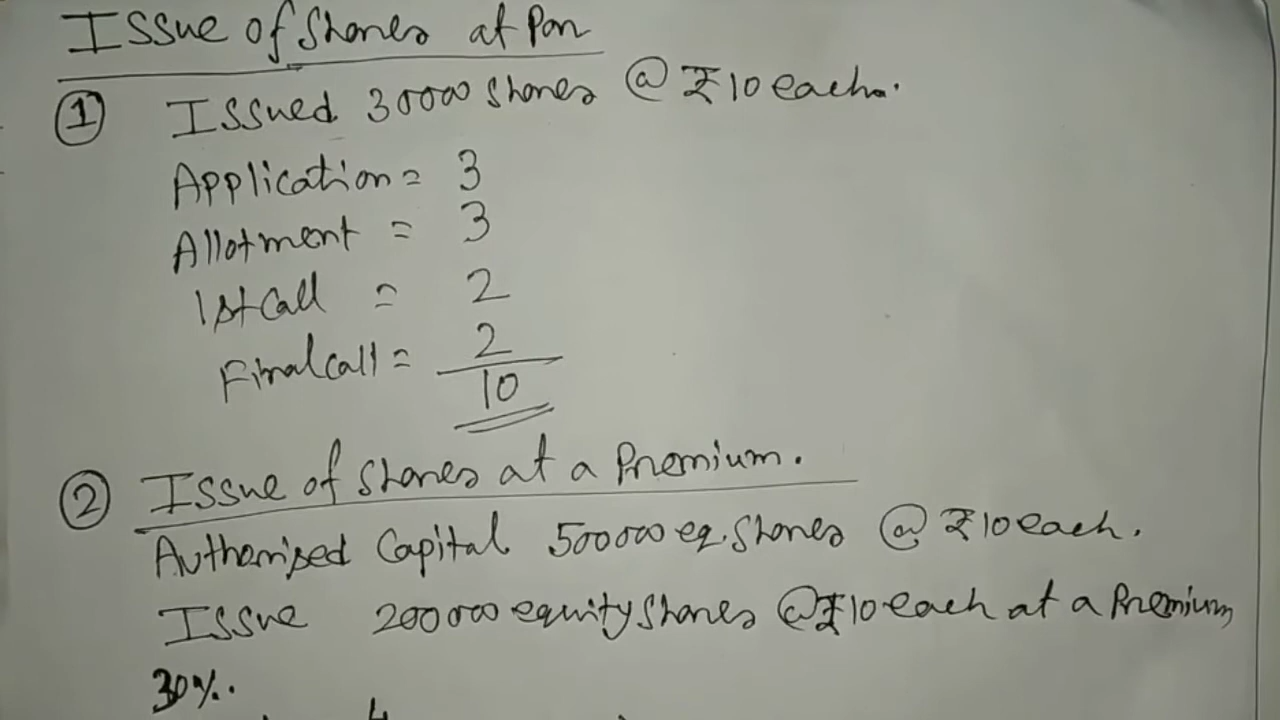 Issue of Shares at Par
① Issued 30000 Shares @ ₹10 each.
Application = 3
Allotment = 3
1st Call = 2
Final call = 2
10
② Issue of Shares at a Premium.
Authorised Capital 500000 eq. Shares @ ₹10 each.
Issue 200000 equity Shares @ ₹10 each at a Premium
30%.
4